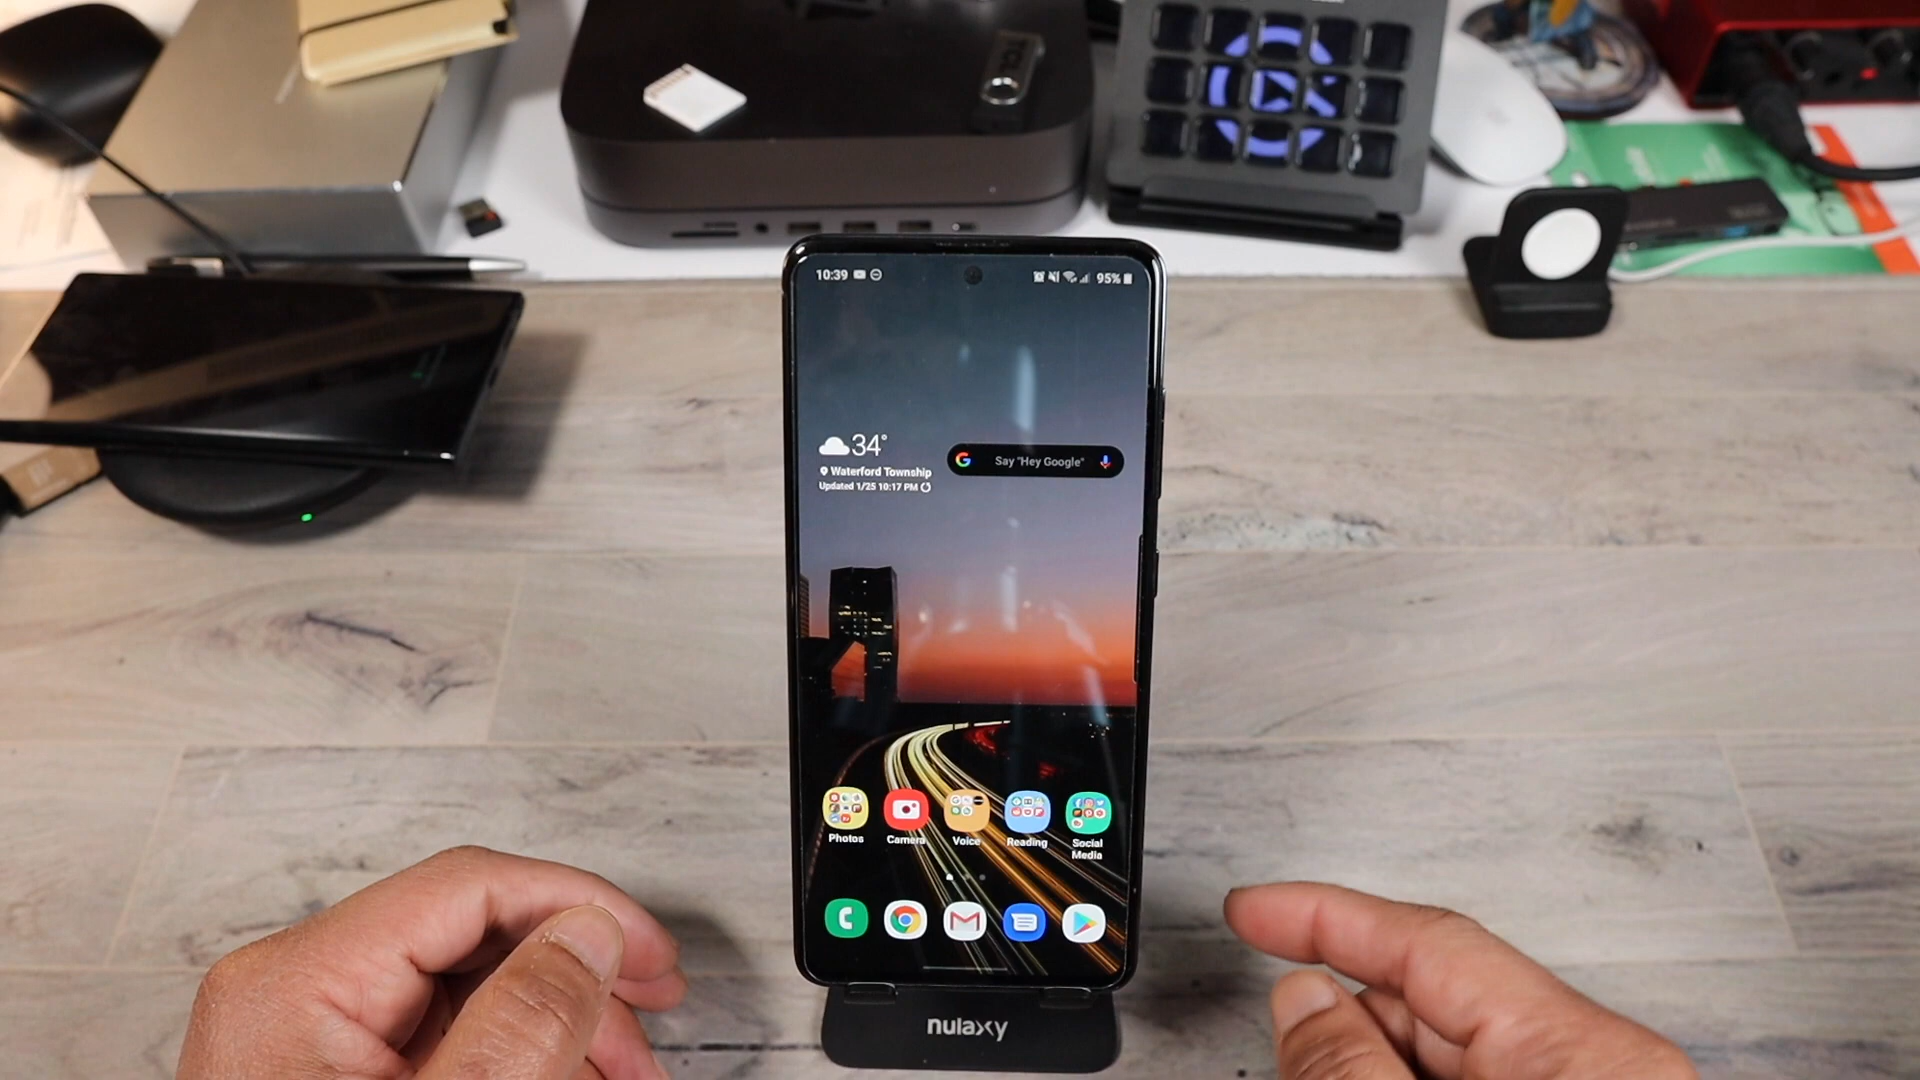 10:39
95%
34°
Waterford Township
Updated 1/25 10:17 PM
Say "Hey Google"
Photos
Camera
Voice
Reading
Social
Media
nulaxy